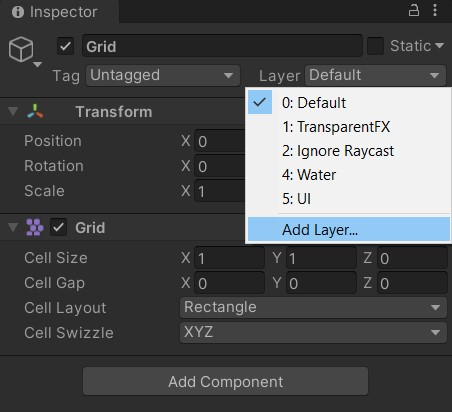 Inspector
Grid
Static
Tag Untagged Layer Default
0: Default
1: TransparentFX
2: Ignore Raycast
4: Water
5: UI
Add Layer...
Transform
Position X 0
Rotation X 0
Scale X 1
Grid
Cell Size X 1 Y 1 Z 0
Cell Gap X 0 Y 0 Z 0
Cell Layout Rectangle
Cell Swizzle XYZ
Add Component